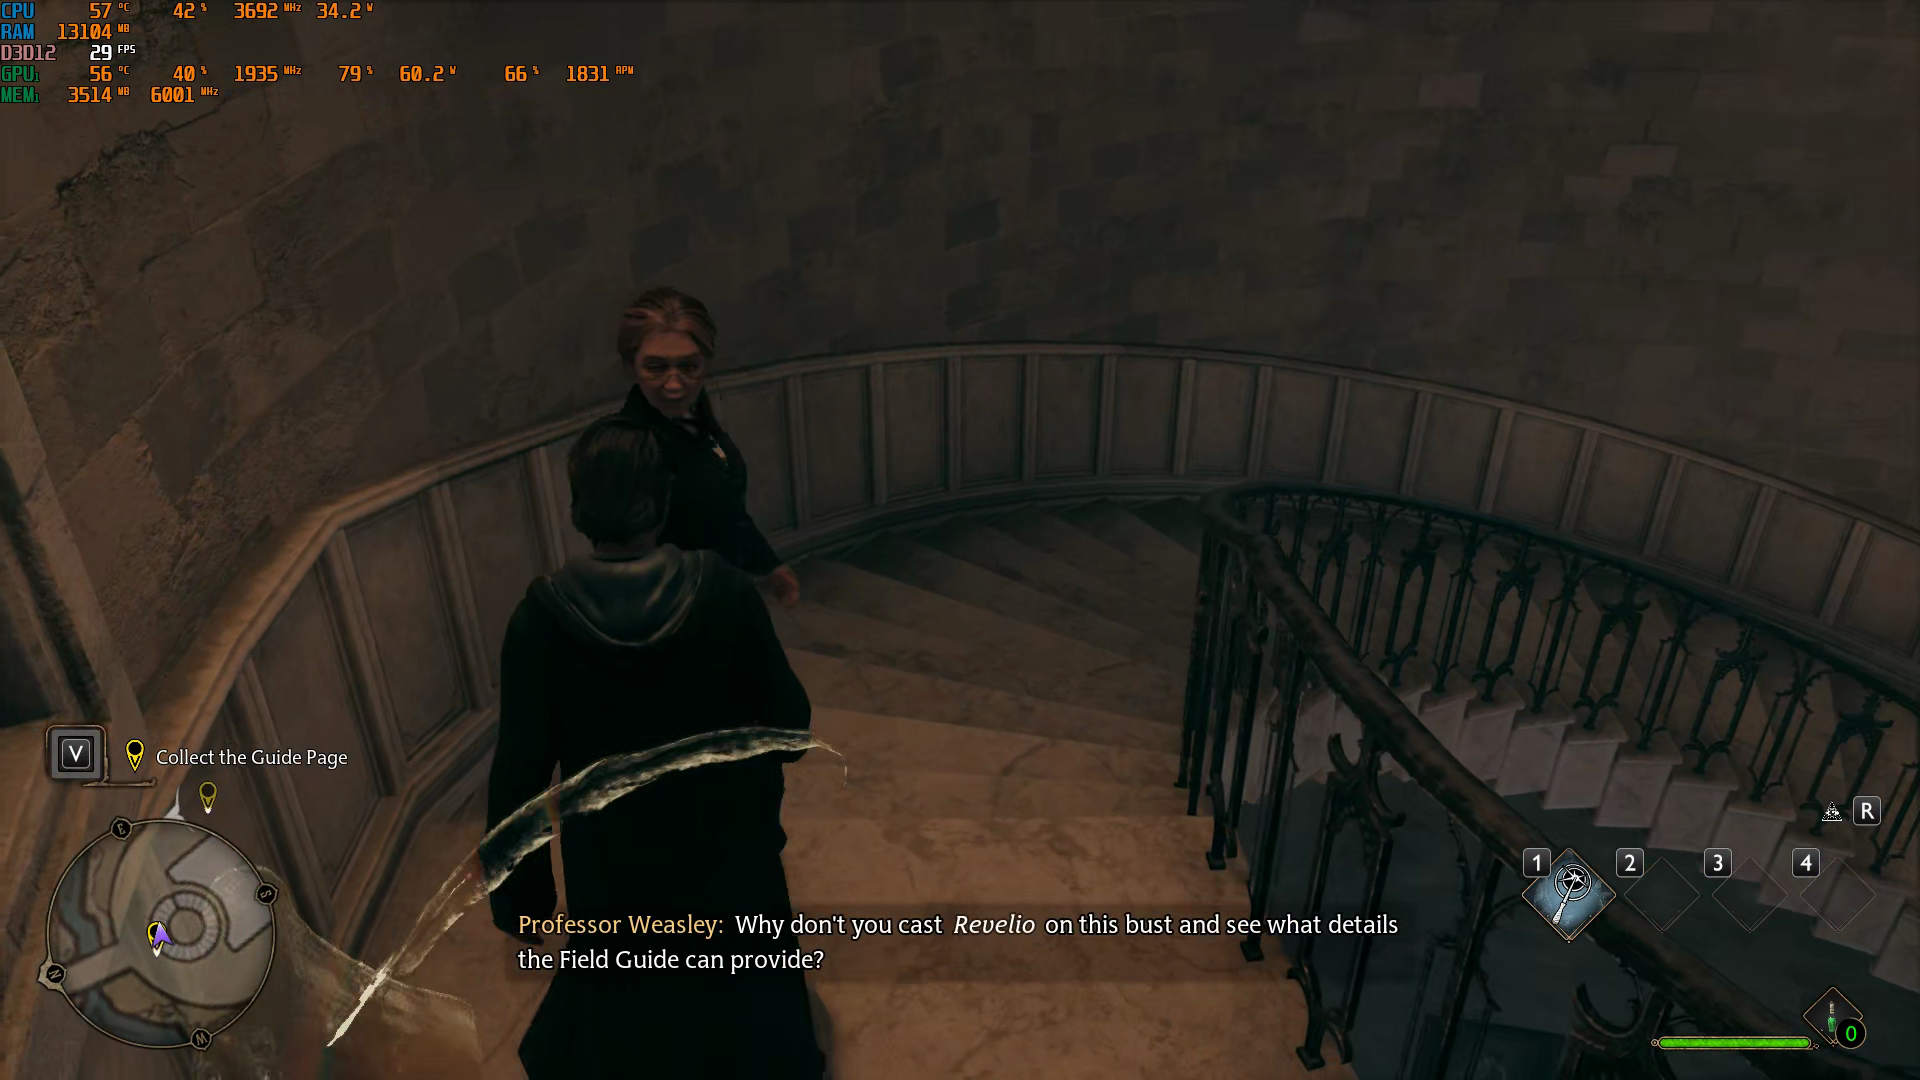 CPU 57 °C 42 % 3692 MHz 34.2 W
RAM 13104 MB
D3D12 29 FPS
GPU1 56 °C 40 % 1935 MHz 79 % 60.2 W 66 % 1831 RPM
MEM1 3514 MB 6001 MHz
V Collect the Guide Page
E
S
N
W
R
1 2 3 4
Professor Weasley: Why don't you cast Revelio on this bust and see what details
the Field Guide can provide?
0